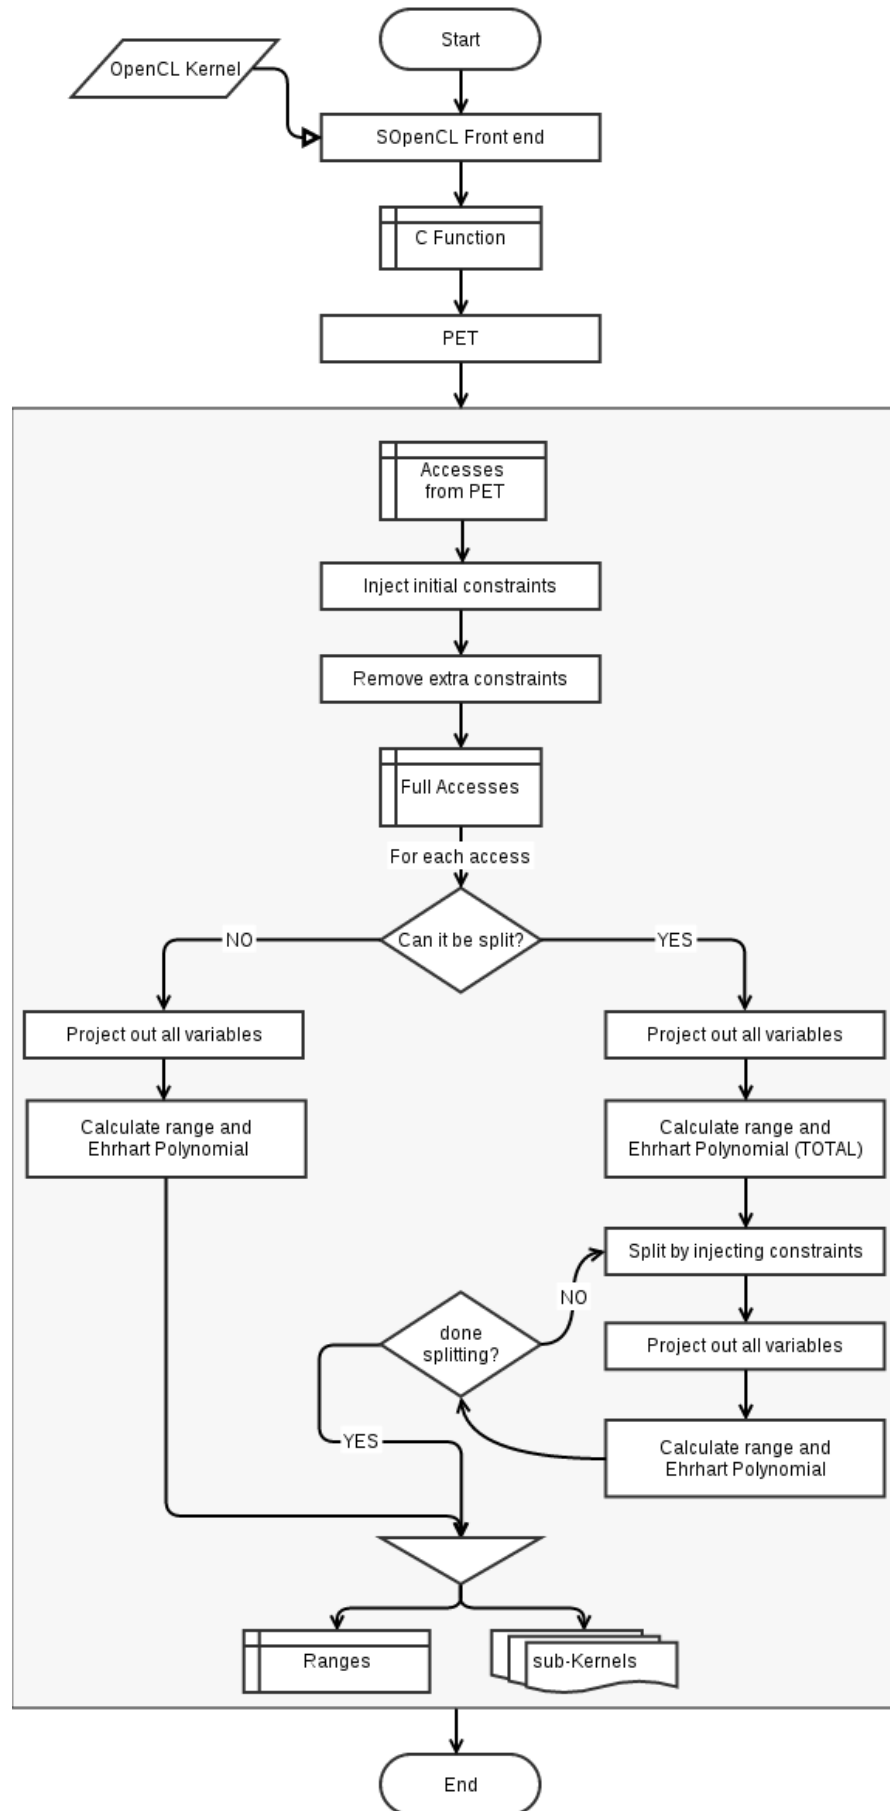 Start
OpenCL Kernel
SOpenCL Front end
C Function
PET
Accesses
from PET
Inject initial constraints
Remove extra constraints
Full Accesses
For each access
Can it be split?
NO
YES
Project out all variables
Project out all variables
Calculate range and
Ehrhart Polynomial
Calculate range and
Ehrhart Polynomial (TOTAL)
Split by injecting constraints
NO
done
splitting?
Project out all variables
YES
Calculate range and
Ehrhart Polynomial
Ranges
sub-Kernels
End